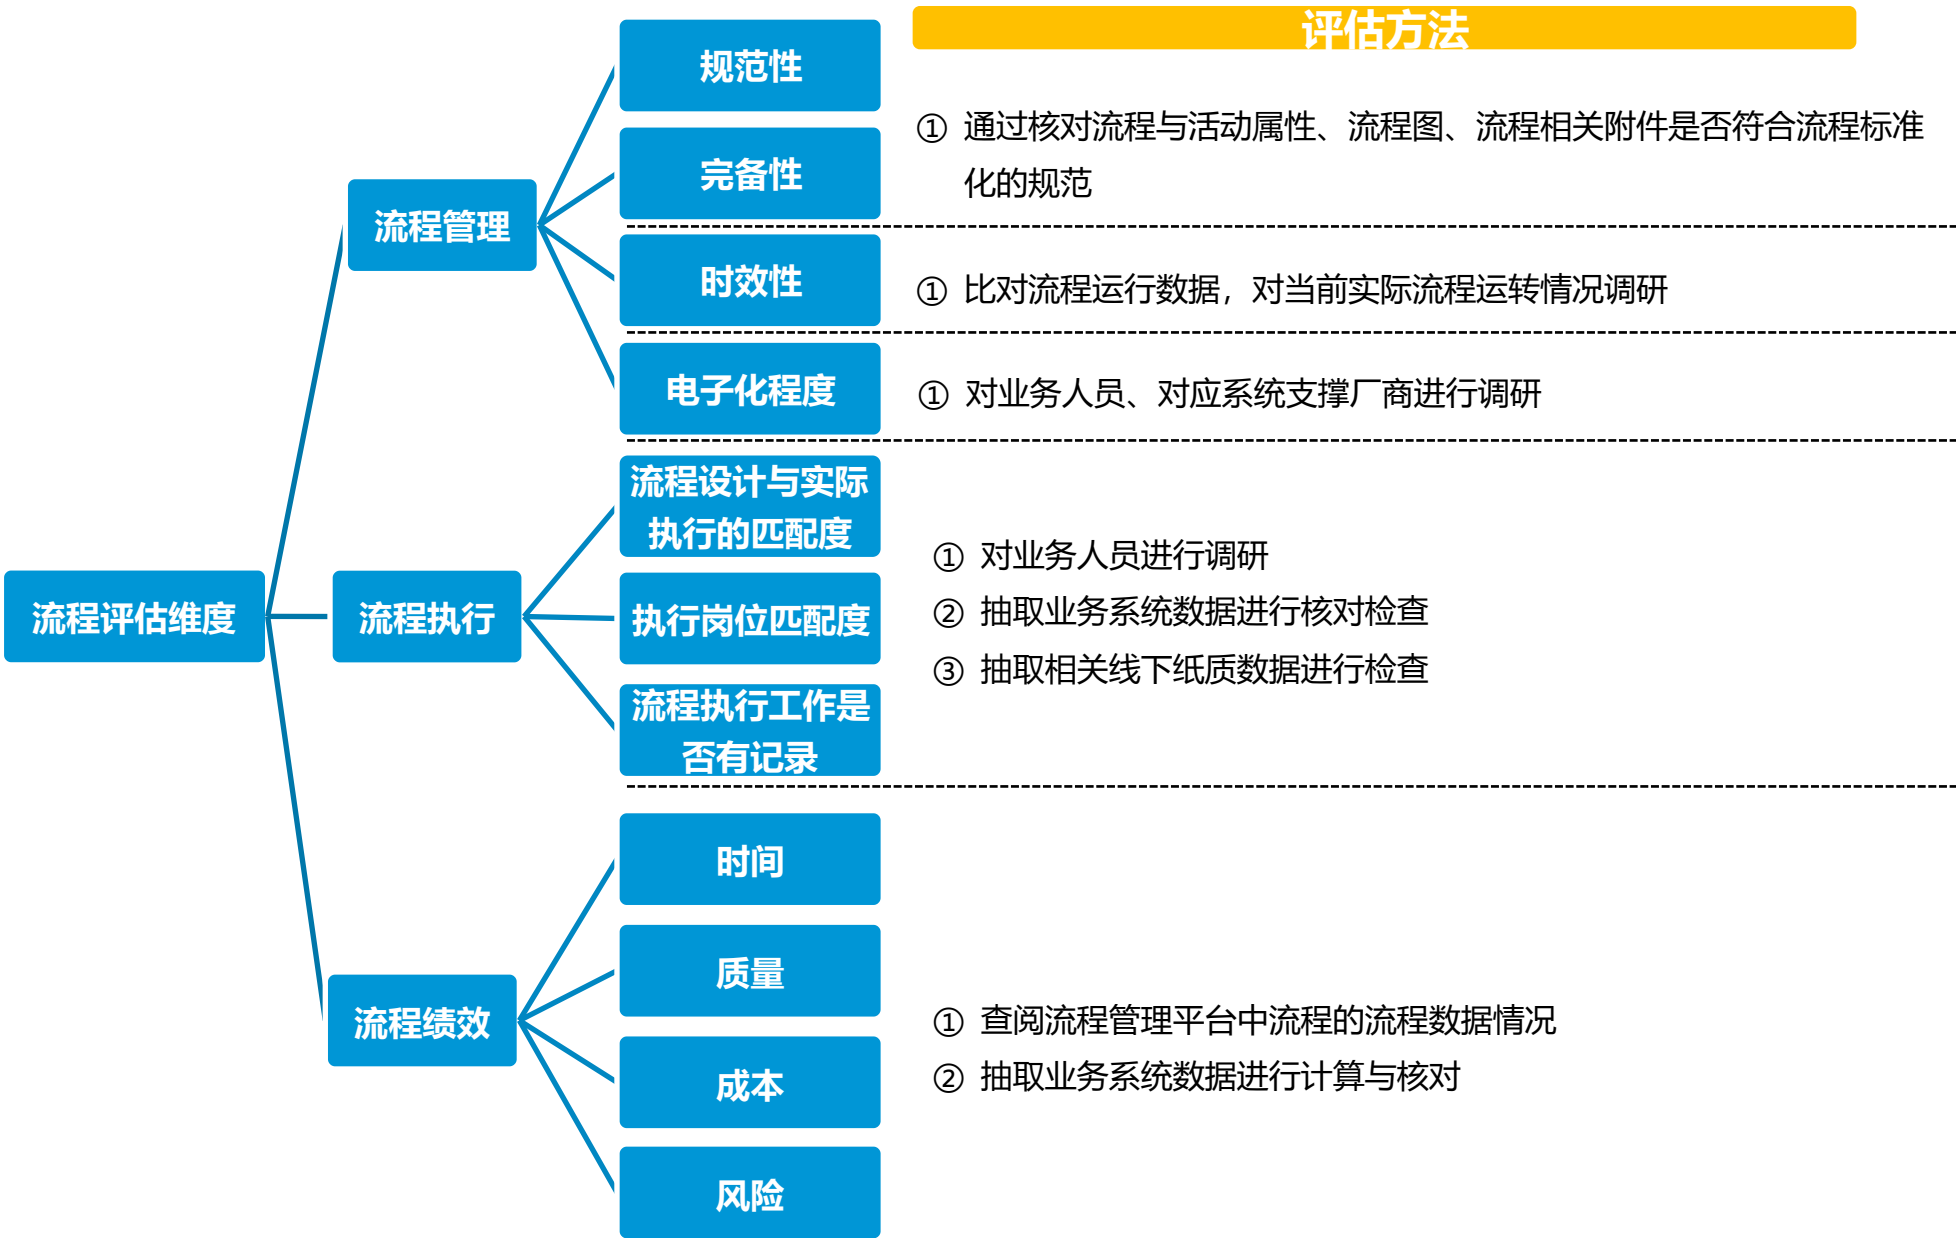 评估方法
规范性
完备性
① 通过核对流程与活动属性、流程图、流程相关附件是否符合流程标准
化的规范
流程管理
时效性
① 比对流程运行数据，对当前实际流程运转情况调研
电子化程度
① 对业务人员、对应系统支撑厂商进行调研
流程设计与实际
执行的匹配度
流程评估维度
流程执行
执行岗位匹配度
流程执行工作是
否有记录
① 对业务人员进行调研
② 抽取业务系统数据进行核对检查
③ 抽取相关线下纸质数据进行检查
流程绩效
时间
质量
成本
风险
① 查阅流程管理平台中流程的流程数据情况
② 抽取业务系统数据进行计算与核对